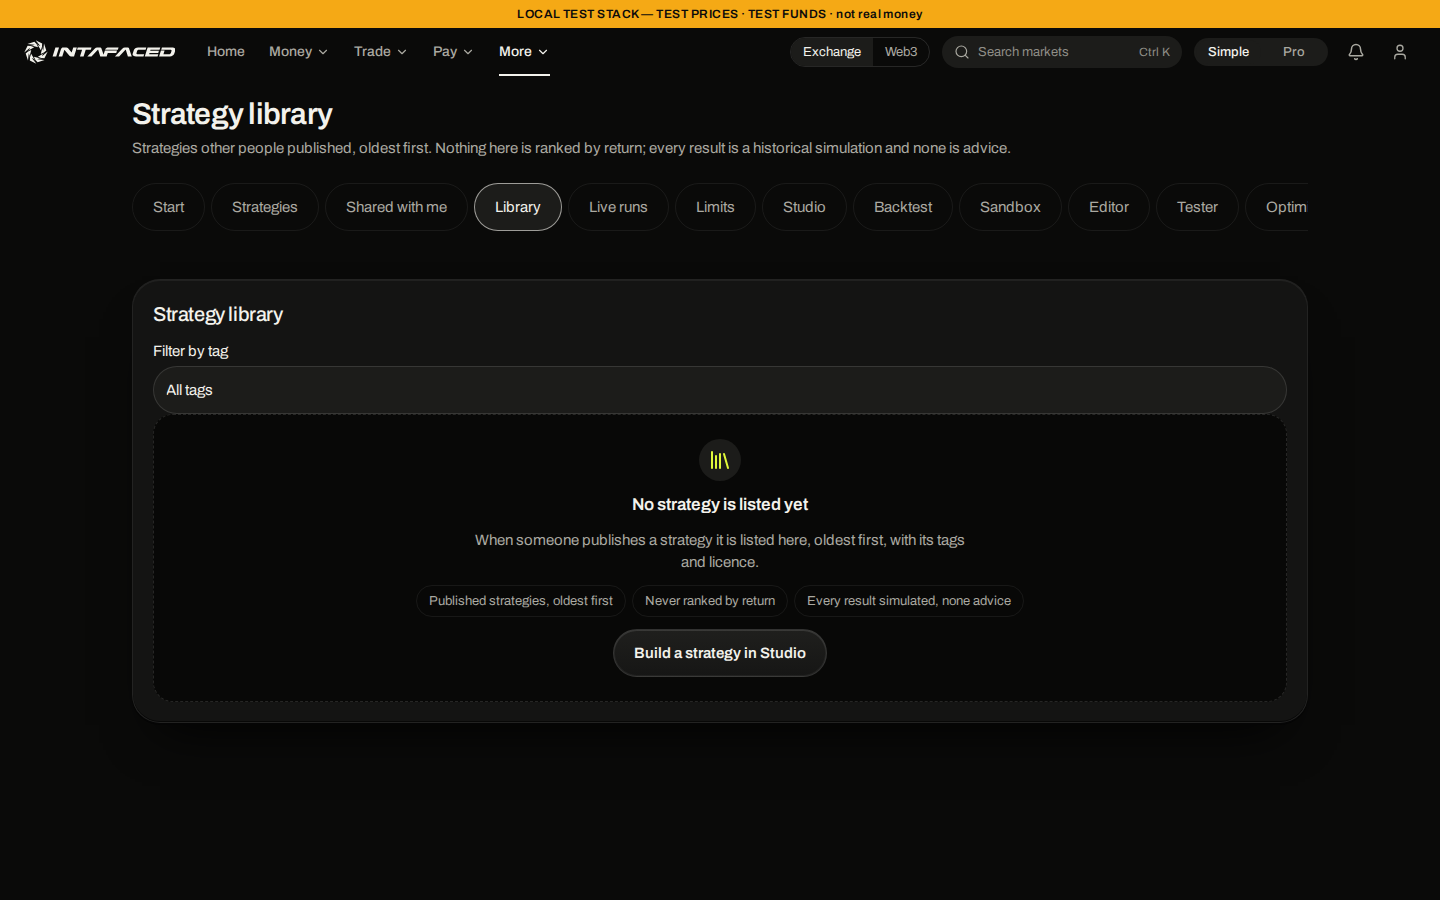 LOCAL TEST STACK — TEST PRICES · TEST FUNDS · not real money
INTAFACED
Home
Money
Trade
Pay
More
Exchange
Web3
Search markets
Ctrl K
Simple
Pro
Strategy library
Strategies other people published, oldest first. Nothing here is ranked by return; every result is a historical simulation and none is advice.
Start
Strategies
Shared with me
Library
Live runs
Limits
Studio
Backtest
Sandbox
Editor
Tester
Optim
Strategy library
Filter by tag
All tags
No strategy is listed yet
When someone publishes a strategy it is listed here, oldest first, with its tags
and licence.
Published strategies, oldest first
Never ranked by return
Every result simulated, none advice
Build a strategy in Studio